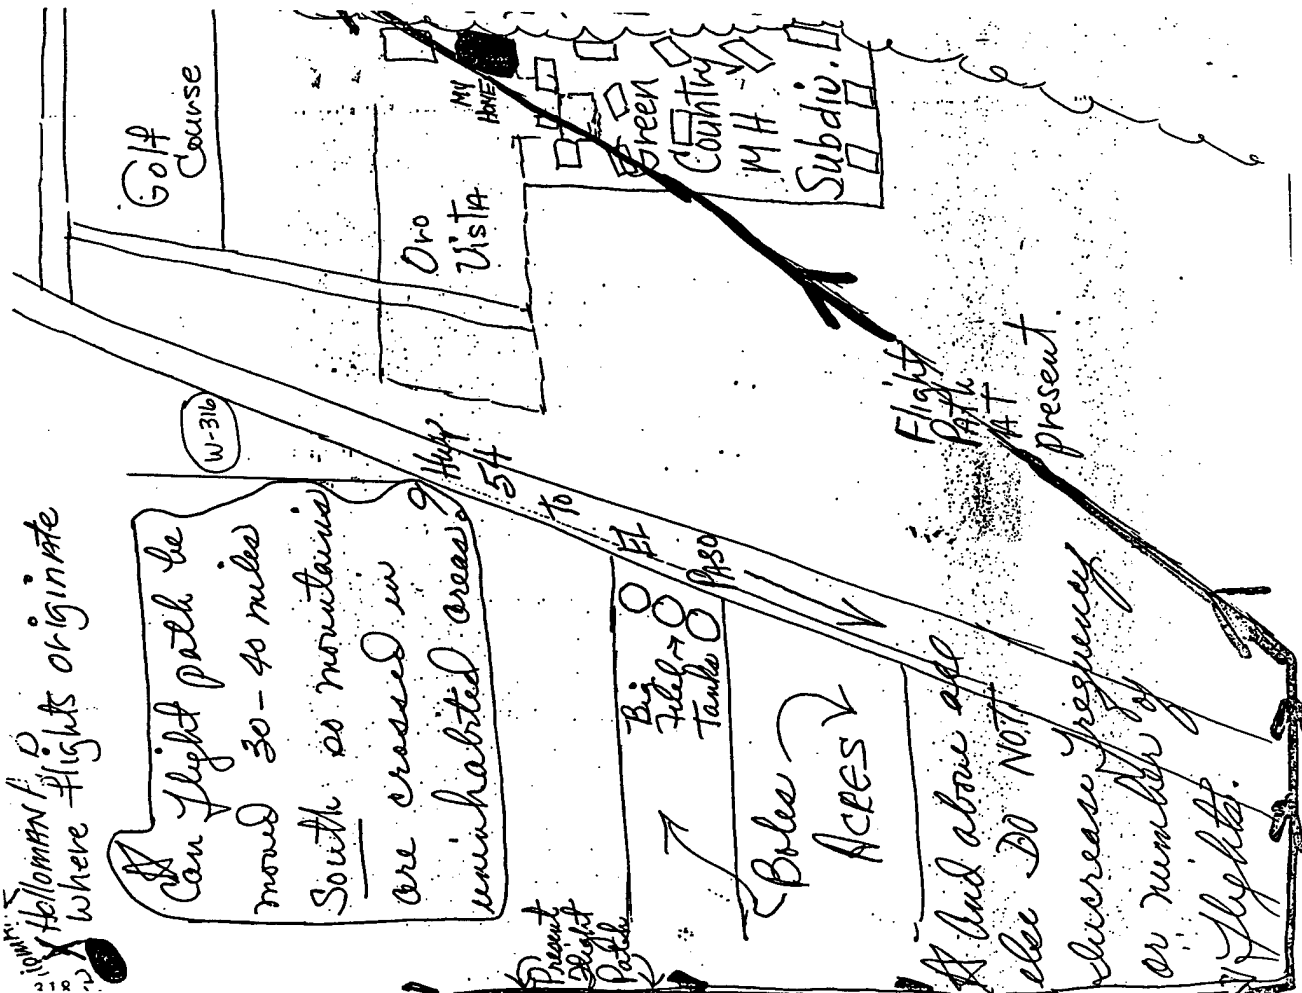 Holloman
where flights originate
☆ Can flight path be
moved 30-40 miles
South as mountains
are crossed in
uninhabited areas?
W-316
Golf
Course
Oro
Vista
MY
HOME
Green
Country
MH
Subdiv.
Hwy
54
to
El
PASO
Big
Fuel →
Tanks
Boles
ACRES
Flight
PATH
AT
present.
Present
Flight
Path
☆ And above all
else DO NOT
increase frequency
or number of
flights.